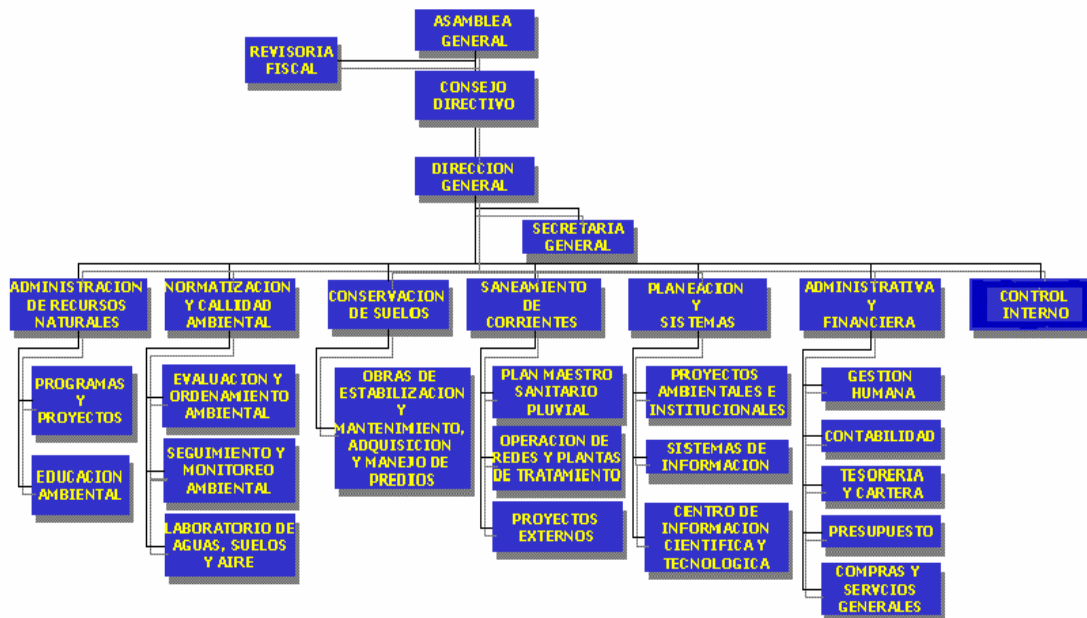 ASAMBLEA
GENERAL
REVISORIA
FISCAL
CONSEJO
DIRECTIVO
DIRECCION
GENERAL
SECRETARIA
GENERAL
ADMINISTRACION
DE RECURSOS
NATURALES
NORMATIZACION
Y CALLIDAD
AMBIENTAL
CONSERVACION
DE SUELOS
SANEAMIENTO
DE
CORRIENTES
PLANEACION
Y
SISTEMAS
ADMINISTRATIVA
Y
FINANCIERA
CONTROL
INTERNO
PROGRAMAS
Y
PROYECTOS
EDUCACION
AMBIENTAL
EVALUACION Y
ORDENAMIENTO
AMBIENTAL
SEGUIMIENTO Y
MONITOREO
AMBIENTAL
LABORATORIO DE
AGUAS, SUELOS
Y AIRE
OBRAS DE
ESTABILIZACION
Y
MANTENIMIENTO,
ADQUISICION
Y MANEJO DE
PREDIOS
PLAN MAESTRO
SANITARIO
PLUVIAL
OPERACION DE
REDES Y PLANTAS
DE TRATAMIENTO
PROYECTOS
EXTERNOS
PROYECTOS
AMBIENTALES E
INSTITUCIONALES
SISTEMAS DE
INFORMACION
CENTRO DE
INFORMACION
CIENTIFICA Y
TECNOLOGICA
GESTION
HUMANA
CONTABILIDAD
TESORERIA
Y CARTERA
PRESUPUESTO
COMPRAS Y
SERVCIOS
GENERALES